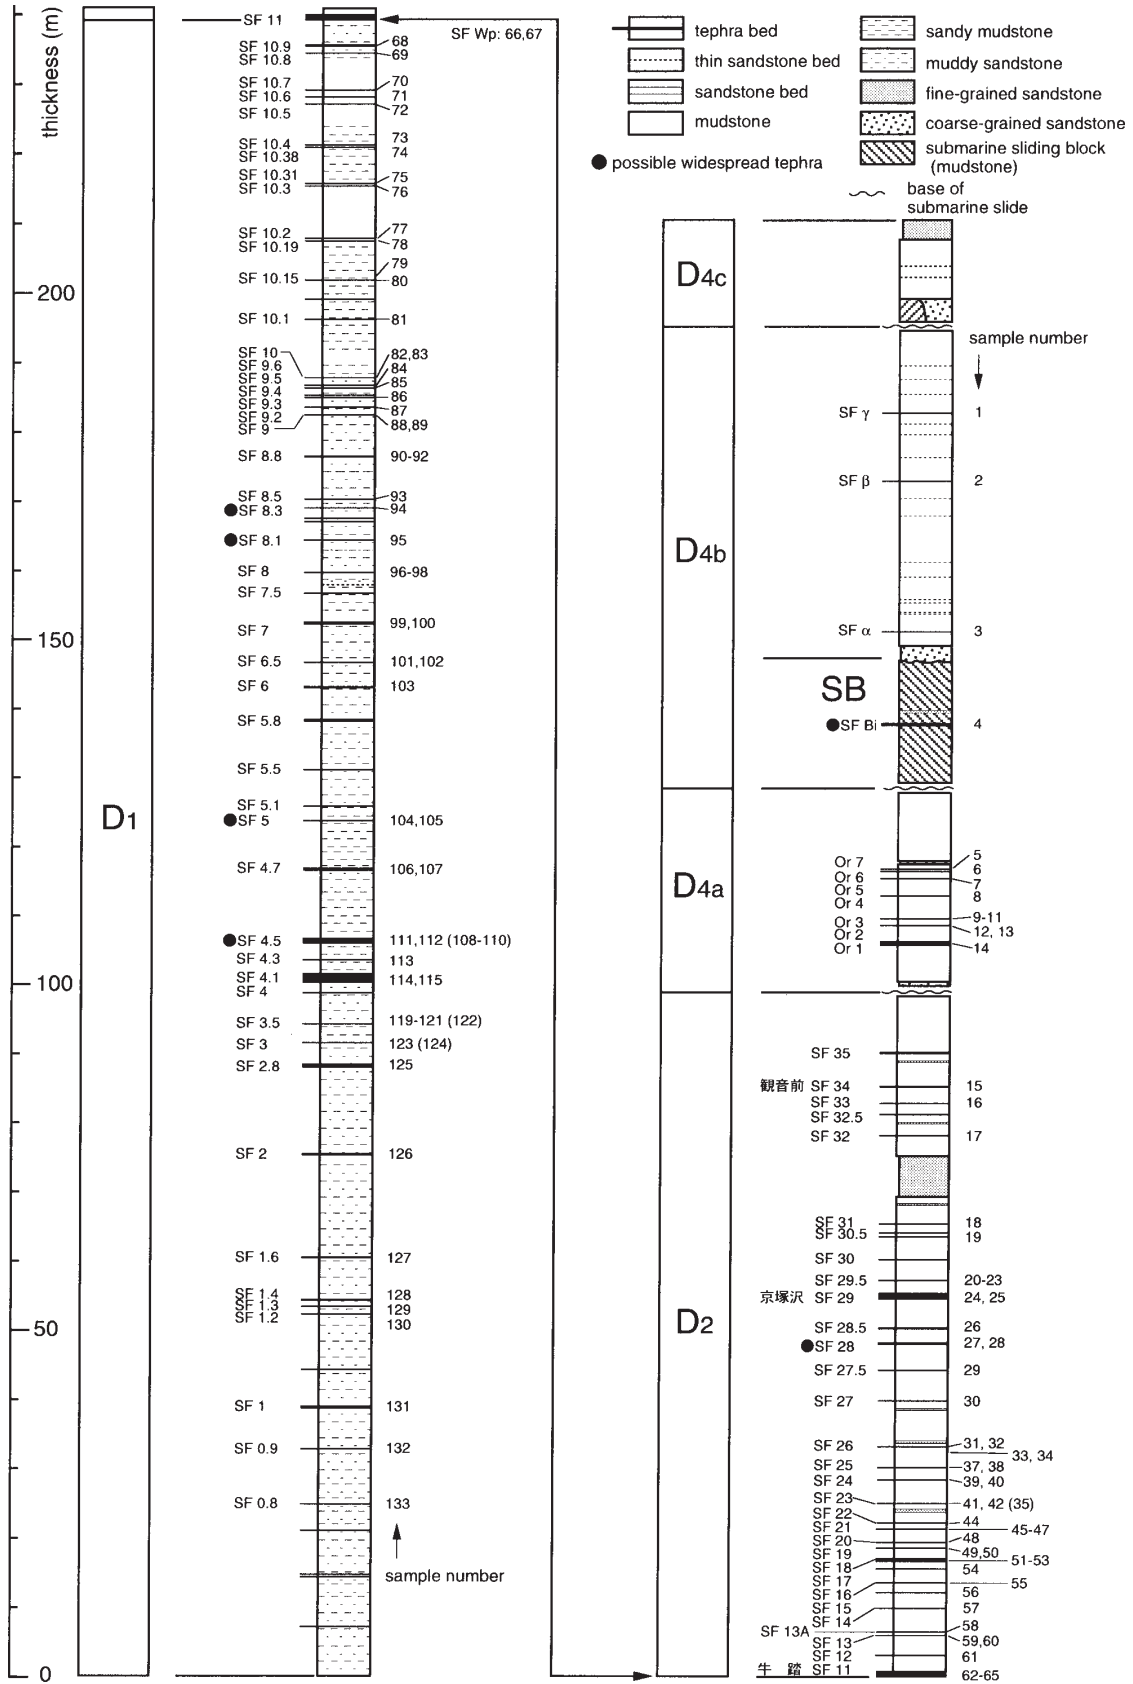 thickness (m)
200
150
100
50
0
D1
SF 11
SF 10.9
SF 10.8
SF 10.7
SF 10.6
SF 10.5
SF 10.4
SF 10.38
SF 10.31
SF 10.3
SF 10.2
SF 10.19
SF 10.15
SF 10.1
SF 10
SF 9.6
SF 9.5
SF 9.4
SF 9.3
SF 9.2
SF 9
SF 8.8
SF 8.5
SF 8.3
SF 8.1
SF 8
SF 7.5
SF 7
SF 6.5
SF 6
SF 5.8
SF 5.5
SF 5.1
SF 5
SF 4.7
SF 4.5
SF 4.3
SF 4.1
SF 4
SF 3.5
SF 3
SF 2.8
SF 2
SF 1.6
SF 1.4
SF 1.3
SF 1.2
SF 1
SF 0.9
SF 0.8
SF Wp: 66,67
68
69
70
71
72
73
74
75
76
77
78
79
80
81
82,83
84
85
86
87
88,89
90-92
93
94
95
96-98
99,100
101,102
103
104,105
106,107
111,112 (108-110)
113
114,115
119-121 (122)
123 (124)
125
126
127
128
129
130
131
132
133
sample number
tephra bed
thin sandstone bed
sandstone bed
mudstone
possible widespread tephra
sandy mudstone
muddy sandstone
fine-grained sandstone
coarse-grained sandstone
submarine sliding block
(mudstone)
base of
submarine slide
D4c
D4b
SB
D4a
D2
sample number
SF γ
SF β
SF α
SF Bi
Or 7
Or 6
Or 5
Or 4
Or 3
Or 2
Or 1
SF 35
観音前 SF 34
SF 33
SF 32.5
SF 32
SF 31
SF 30.5
SF 30
SF 29.5
京塚沢 SF 29
SF 28.5
SF 28
SF 27.5
SF 27
SF 26
SF 25
SF 24
SF 23
SF 22
SF 21
SF 20
SF 19
SF 18
SF 17
SF 16
SF 15
SF 14
SF 13A
SF 13
SF 12
牛 踏 SF 11
1
2
3
4
5
6
7
8
9-11
12, 13
14
15
16
17
18
19
20-23
24, 25
26
27, 28
29
30
31, 32
33, 34
37, 38
39, 40
41, 42 (35)
44
45-47
48
49,50
51-53
54
55
56
57
58
59,60
61
62-65